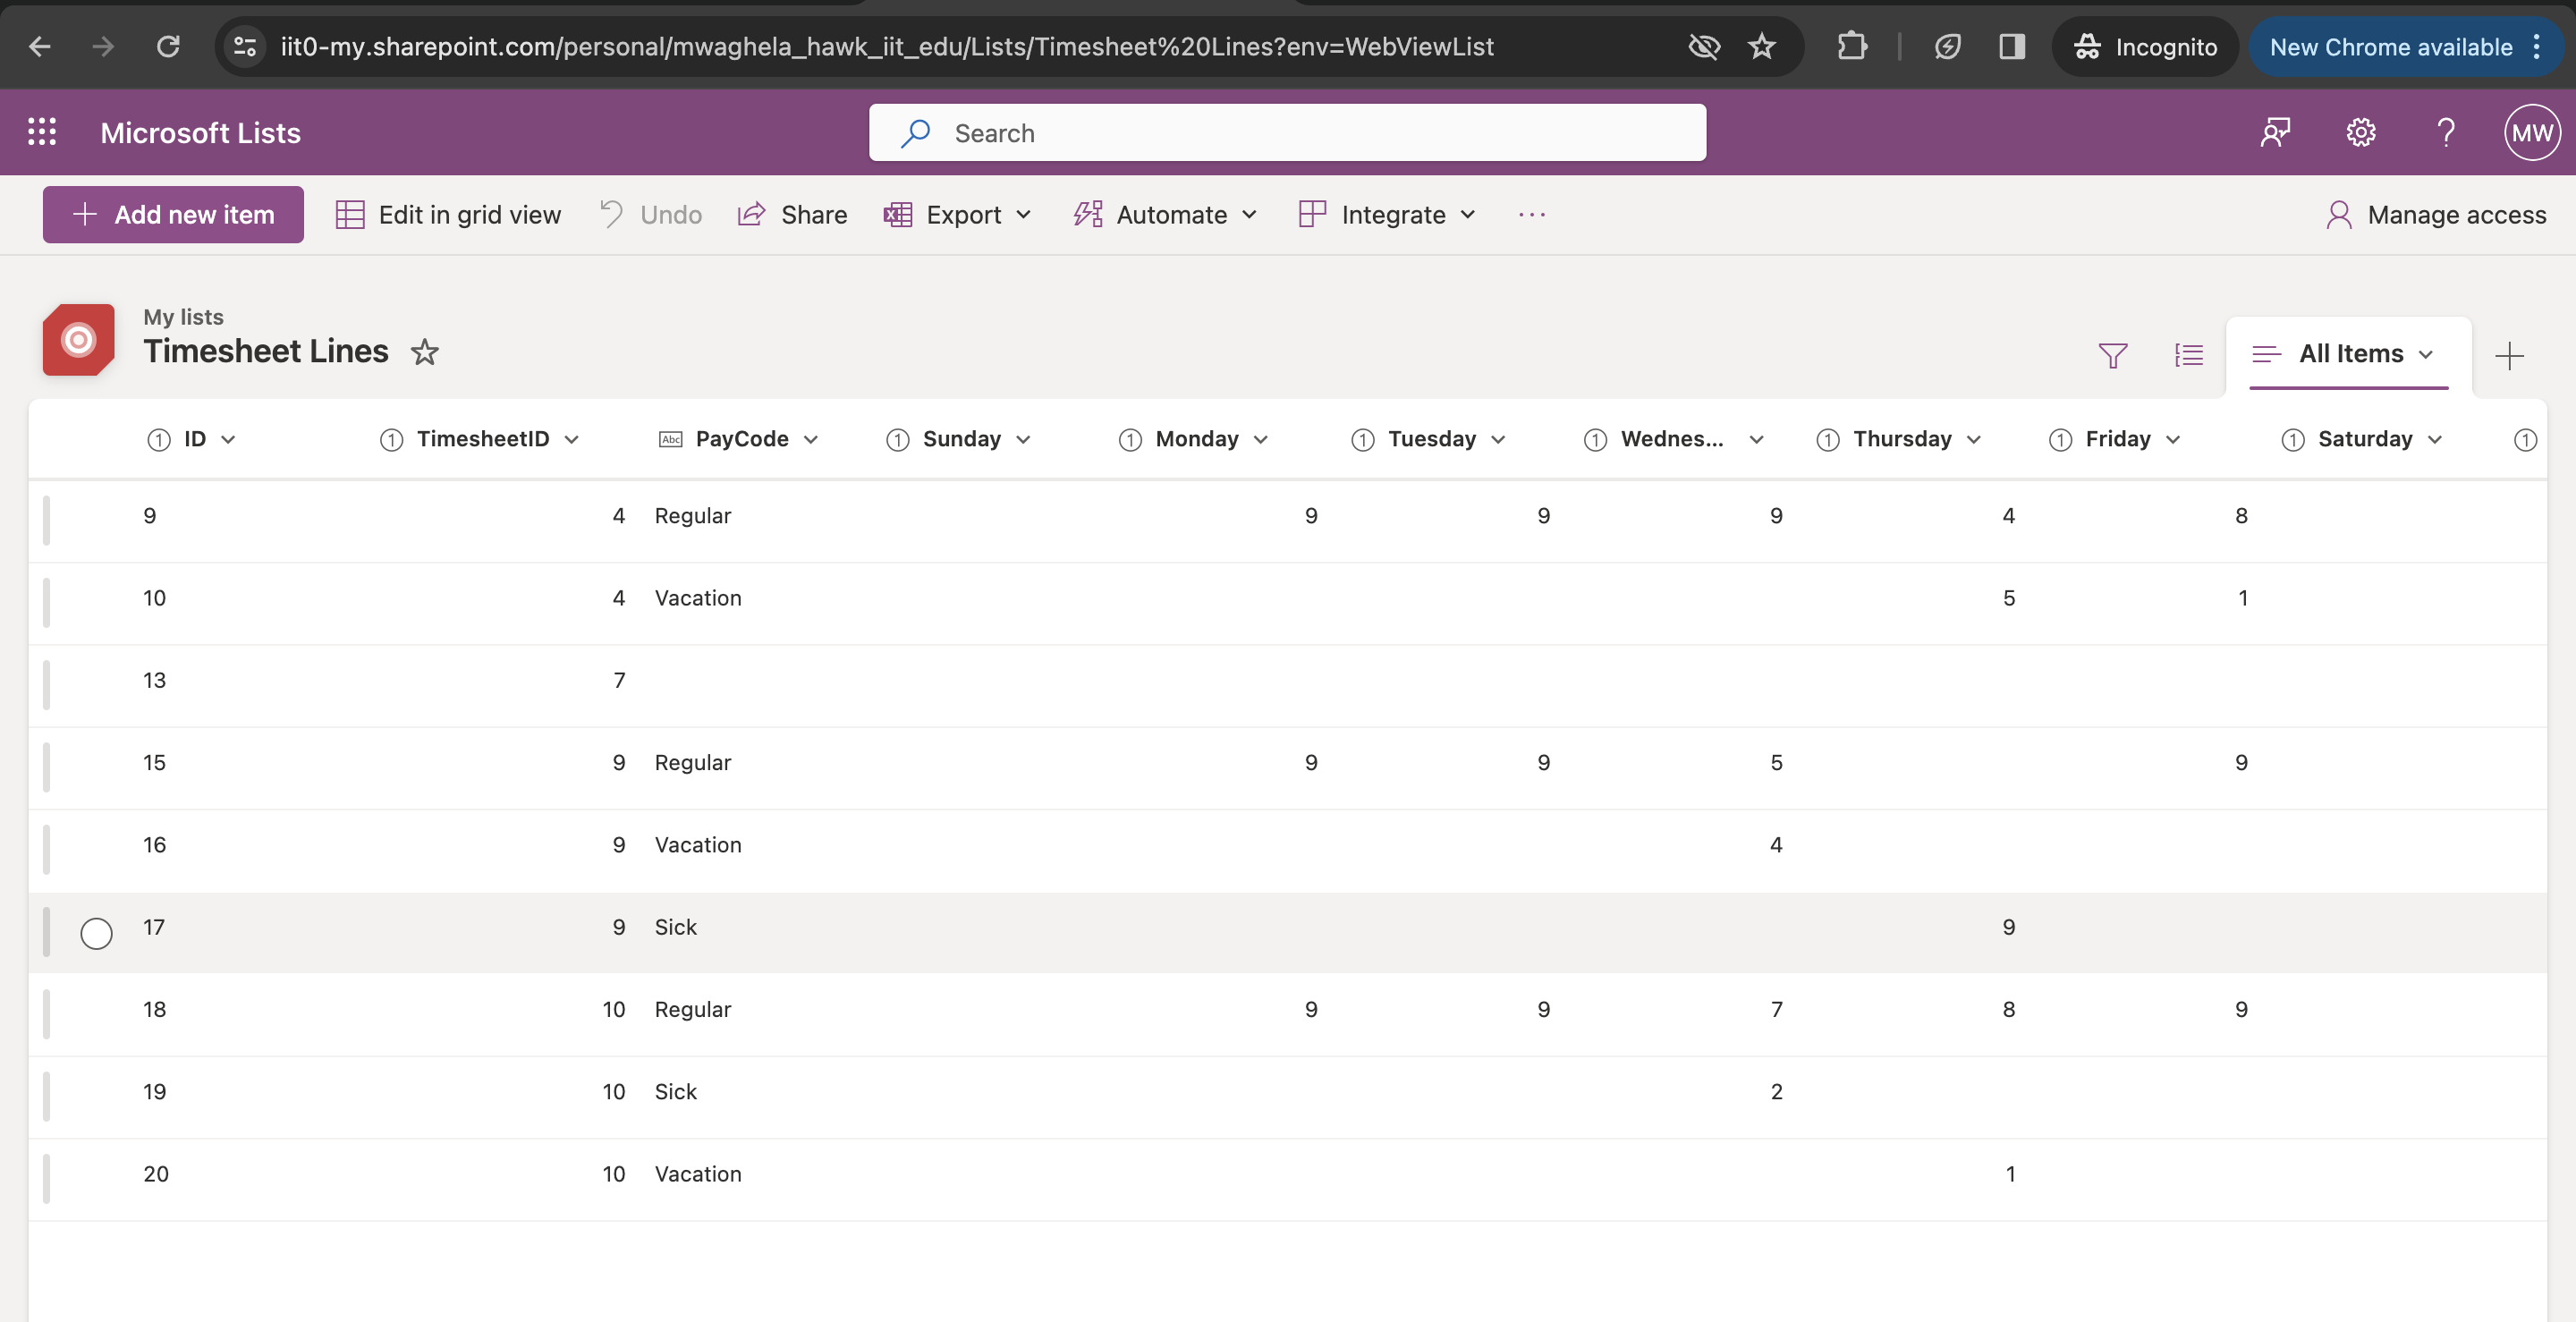 iit0-my.sharepoint.com/personal/mwaghela_hawk_iit_edu/Lists/Timesheet%20Lines?env=WebViewList Incognito New Chrome available
Microsoft Lists Search MW
Add new item Edit in grid view Undo Share Export Automate Integrate ... Manage access
My lists
Timesheet Lines All Items
ID TimesheetID PayCode Sunday Monday Tuesday Wednes... Thursday Friday Saturday
9 4 Regular 9 9 9 4 8
10 4 Vacation 5 1
13 7
15 9 Regular 9 9 5 9
16 9 Vacation 4
17 9 Sick 9
18 10 Regular 9 9 7 8 9
19 10 Sick 2
20 10 Vacation 1